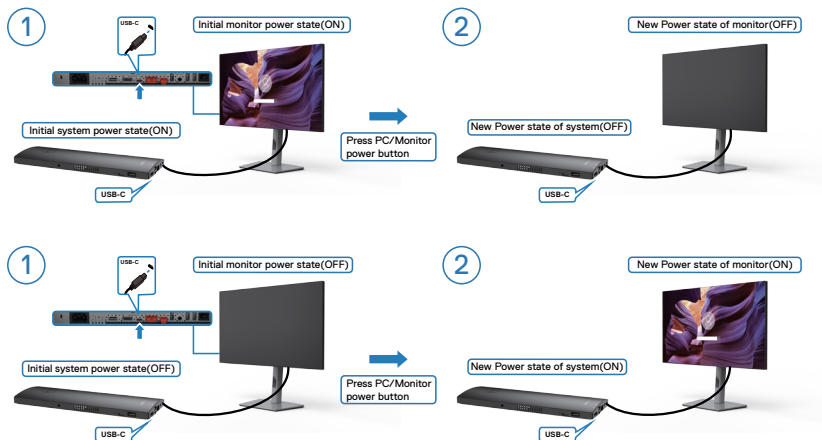 1
USB-C
Initial monitor power state(ON)
Initial system power state(ON)
USB-C
Press PC/Monitor
power button
2
New Power state of monitor(OFF)
New Power state of system(OFF)
USB-C
1
USB-C
Initial monitor power state(OFF)
Initial system power state(OFF)
USB-C
Press PC/Monitor
power button
2
New Power state of monitor(ON)
New Power state of system(ON)
USB-C